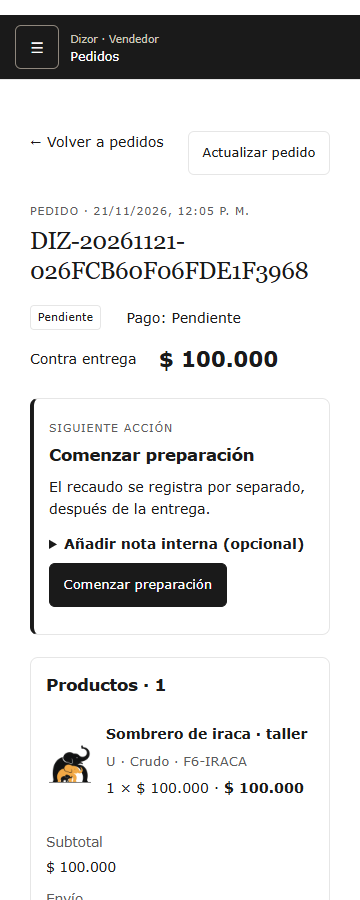 ☰
Dizor · Vendedor
Pedidos
← Volver a pedidos
Actualizar pedido
PEDIDO · 21/11/2026, 12:05 P. M.
DIZ-20261121-
026FCB60F06FDE1F3968
Pendiente
Pago: Pendiente
Contra entrega
$ 100.000
SIGUIENTE ACCIÓN
Comenzar preparación
El recaudo se registra por separado,
después de la entrega.
▶ Añadir nota interna (opcional)
Comenzar preparación
Productos · 1
Sombrero de iraca · taller
U · Crudo · F6-IRACA
1 × $ 100.000 · $ 100.000
Subtotal
$ 100.000
Envío